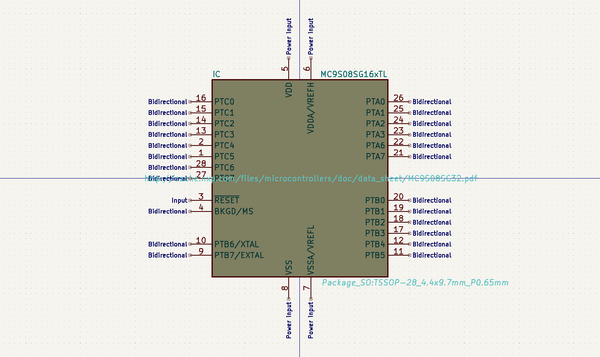 Power Input Power Input
5 6
IC MC9S08SG16xTL
VDD VDDA/VREFH
Bidirectional 16 PTC0 PTA0 26 Bidirectional
Bidirectional 15 PTC1 PTA1 25 Bidirectional
Bidirectional 14 PTC2 PTA2 24 Bidirectional
Bidirectional 13 PTC3 PTA3 23 Bidirectional
Bidirectional 2 PTC4 PTA6 22 Bidirectional
Bidirectional 1 PTC5 PTA7 21 Bidirectional
Bidirectional 28 PTC6
Bidirectional 27
/files/microcontrollers/doc/data_sheet/MC9S08SG32.pdf
Input 3 RESET PTB0 20 Bidirectional
Bidirectional 4 BKGD/MS PTB1 19 Bidirectional
PTB2 18 Bidirectional
PTB3 17 Bidirectional
Bidirectional 10 PTB6/XTAL PTB4 12 Bidirectional
Bidirectional 9 PTB7/EXTAL PTB5 11 Bidirectional
VSS VSSA/VREFL
Package_SO:TSSOP-28_4.4x9.7mm_P0.65mm
8 7
Power Input Power Input